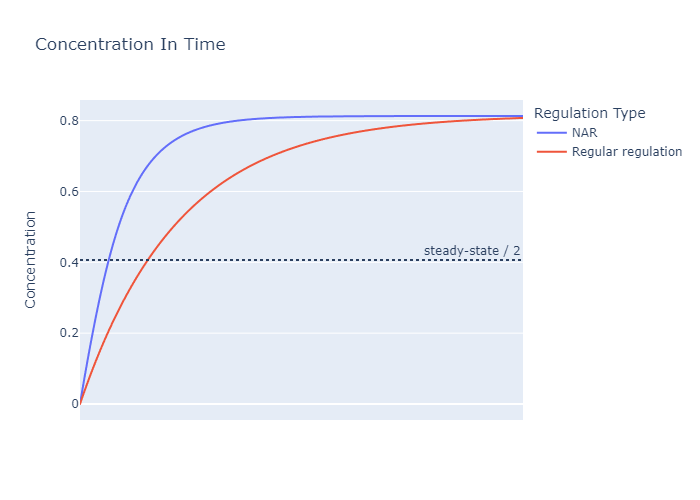 Concentration In Time
Regulation Type
NAR
Regular regulation
Concentration
0.8
0.6
0.4
0.2
0
steady-state / 2